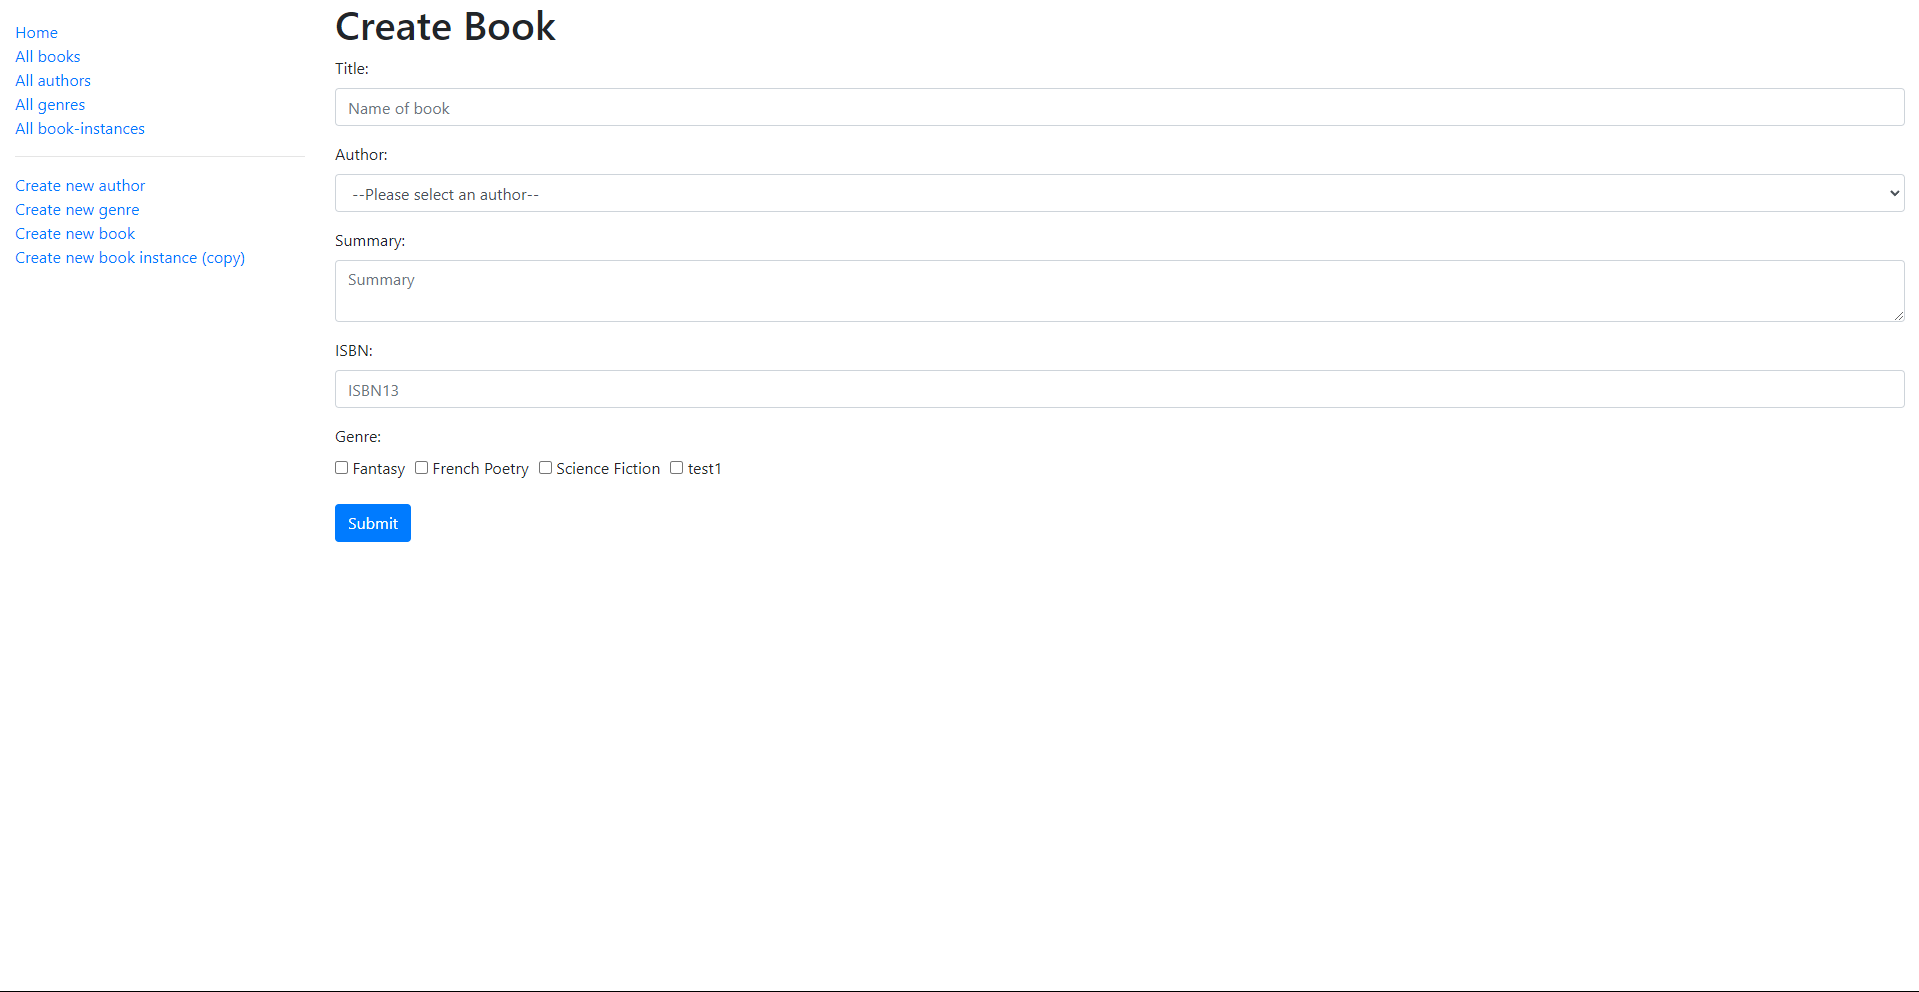 Home
All books
All authors
All genres
All book-instances
Create new author
Create new genre
Create new book
Create new book instance (copy)
Create Book
Title:
Name of book
Author:
--Please select an author--
Summary:
Summary
ISBN:
ISBN13
Genre:
Fantasy French Poetry Science Fiction test1
Submit